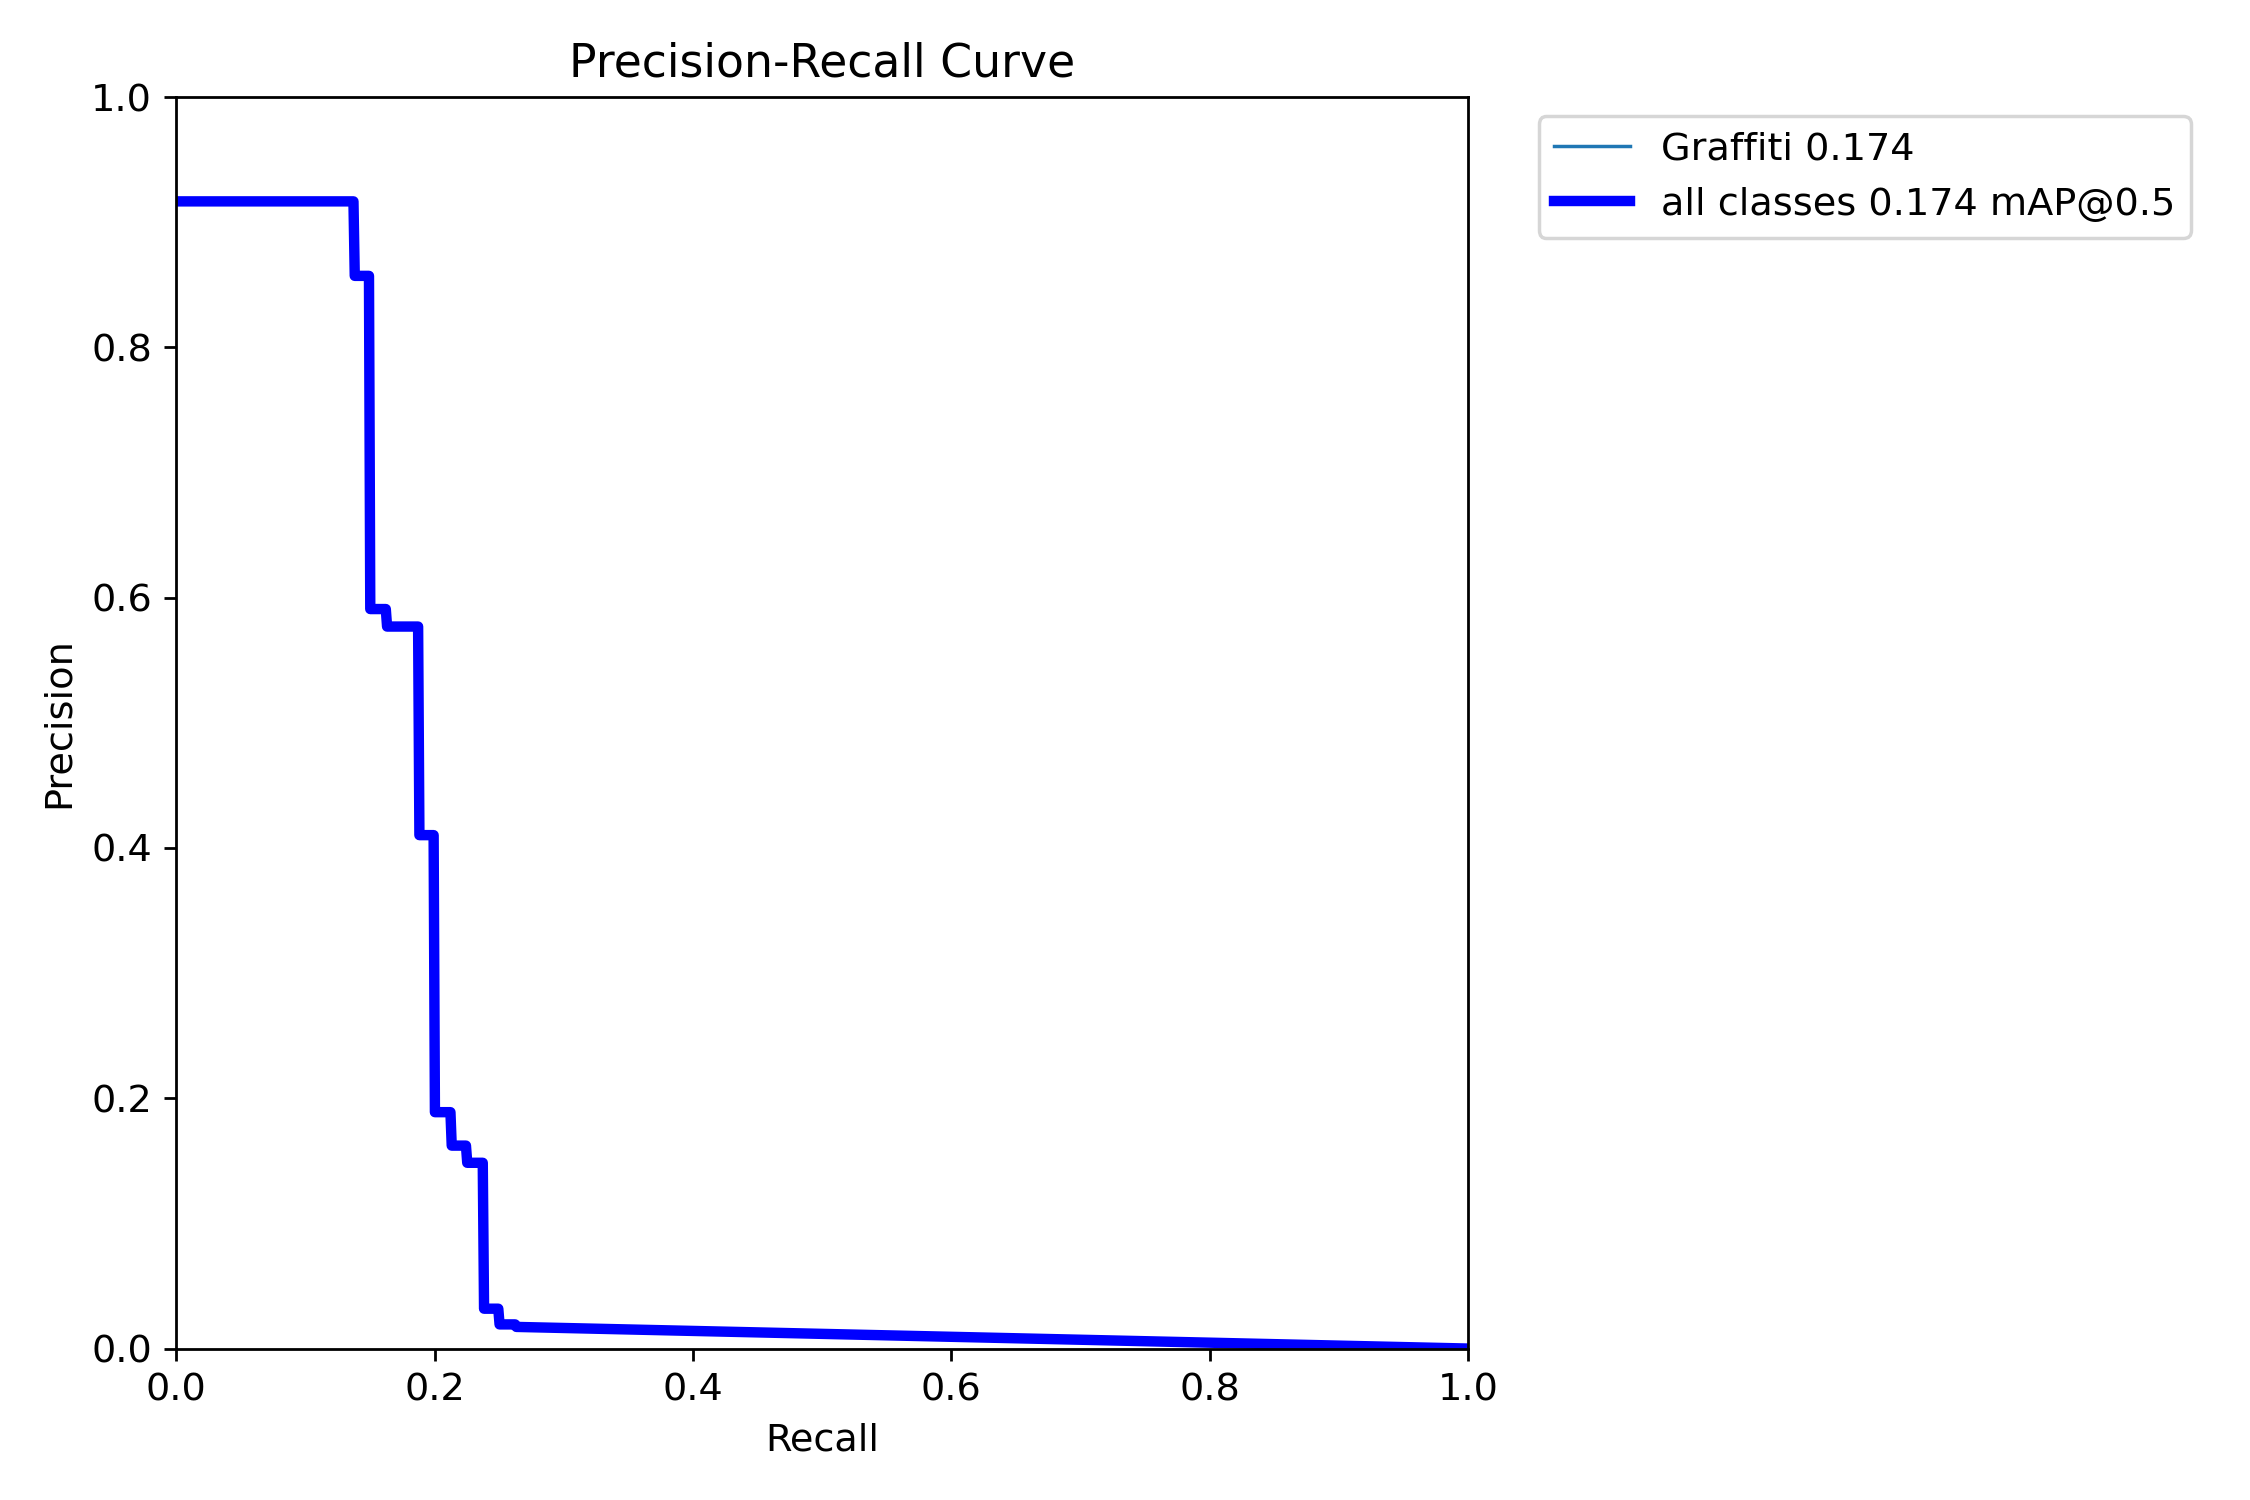 Precision-Recall Curve
1.0
0.8
0.6
0.4
0.2
0.0
Precision
0.0 0.2 0.4 0.6 0.8 1.0
Recall
Graffiti 0.174
all classes 0.174 mAP@0.5